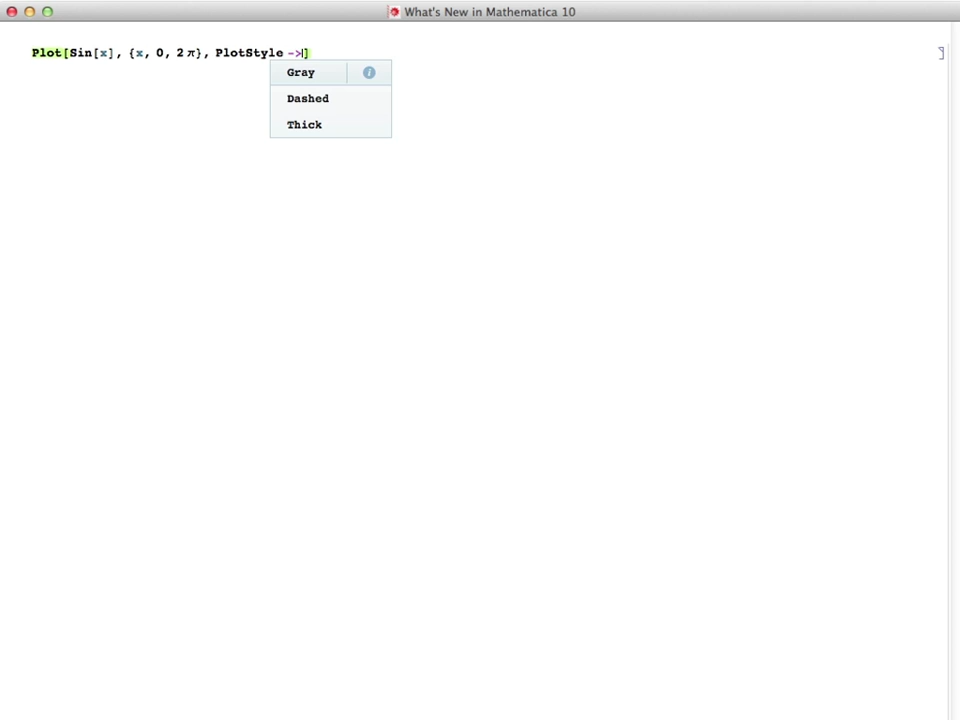 What's New in Mathematica 10
Plot[Sin[x], {x, 0, 2 π}, PlotStyle ->]
Gray
Dashed
Thick